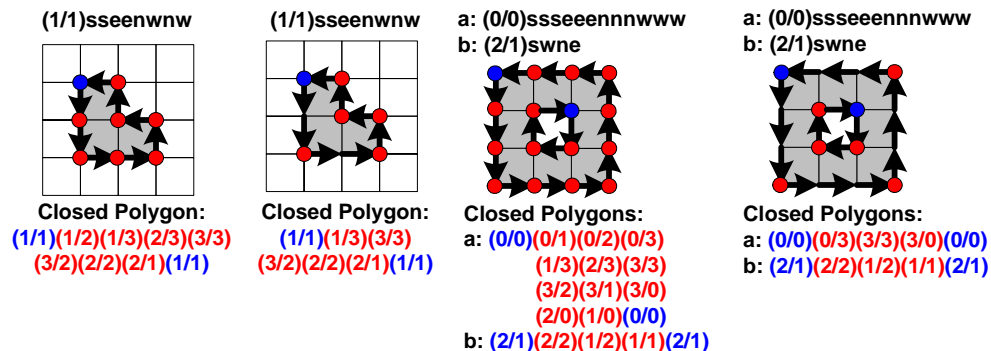 (1/1)sseenwnw
Closed Polygon:
(1/1)(1/2)(1/3)(2/3)(3/3)
(3/2)(2/2)(2/1)(1/1)
(1/1)sseenwnw
Closed Polygon:
(1/1)(1/3)(3/3)
(3/2)(2/2)(2/1)(1/1)
a: (0/0)ssseeennnwww
b: (2/1)swne
Closed Polygons:
a: (0/0)(0/1)(0/2)(0/3)
(1/3)(2/3)(3/3)
(3/2)(3/1)(3/0)
(2/0)(1/0)(0/0)
b: (2/1)(2/2)(1/2)(1/1)(2/1)
a: (0/0)ssseeennnwww
b: (2/1)swne
Closed Polygons:
a: (0/0)(0/3)(3/3)(3/0)(0/0)
b: (2/1)(2/2)(1/2)(1/1)(2/1)